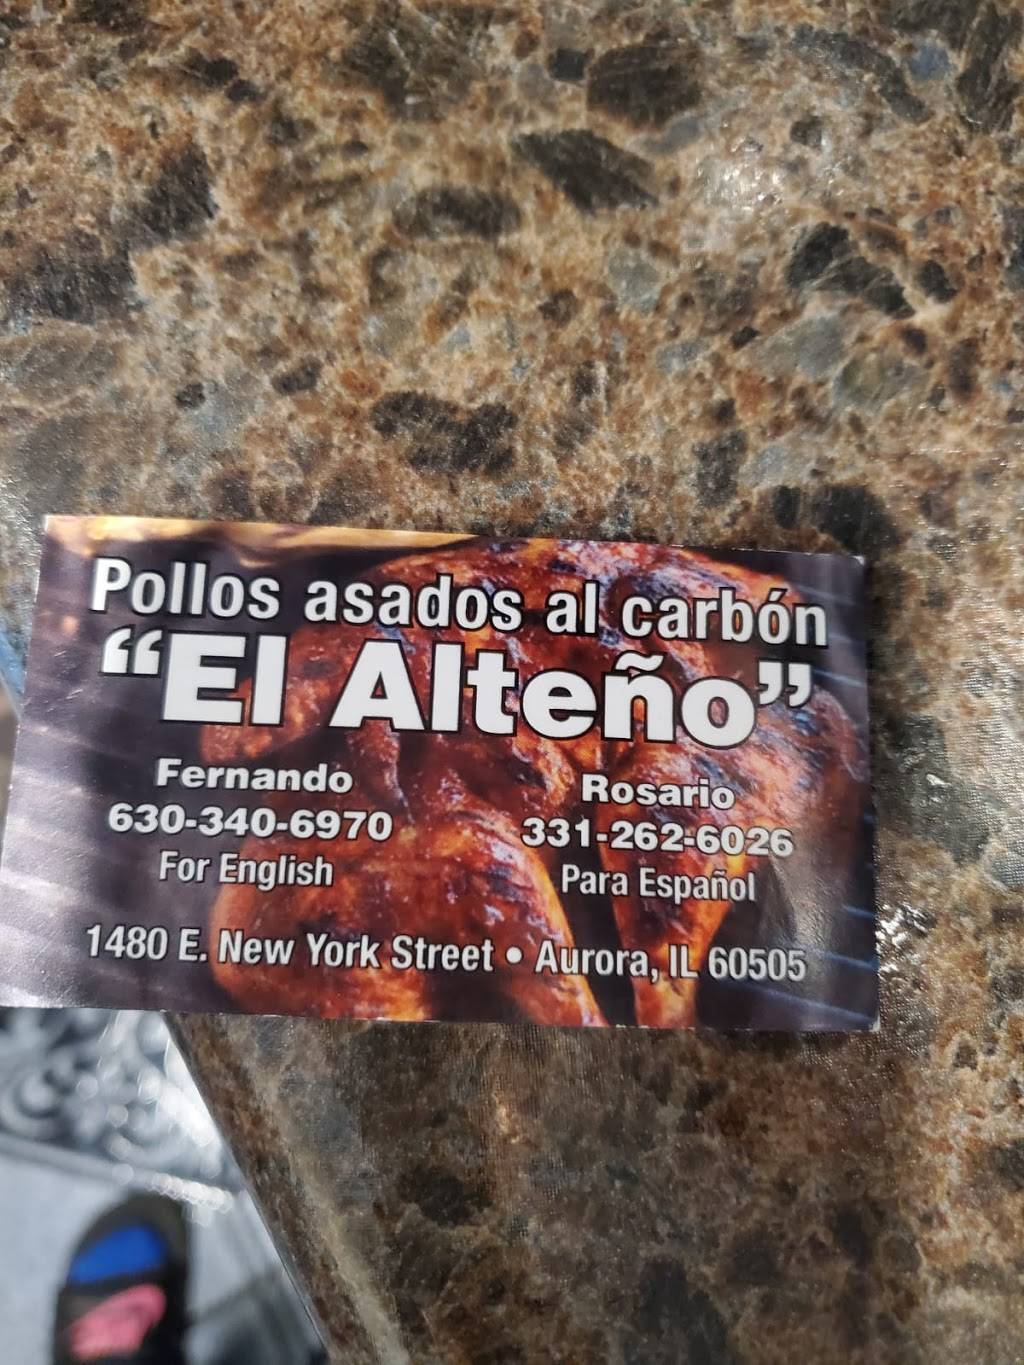 Pollos asados al carbón
“El Alteño”
Fernando
630-340-6970
For English
Rosario
331-262-6026
Para Español
1480 E. New York Street • Aurora, IL 60505